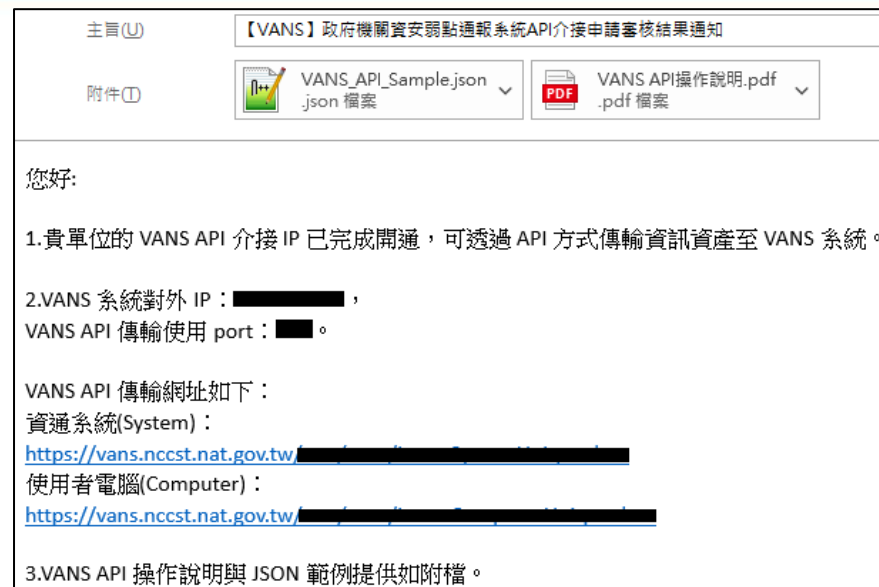 主旨(U)
【VANS】政府機關資安弱點通報系統API介接申請審核結果通知
附件(T)
VANS_API_Sample.json
.json 檔案
PDF
VANS API操作說明.pdf
.pdf 檔案
您好:
1.貴單位的 VANS API 介接 IP 已完成開通，可透過 API 方式傳輸資訊資產至 VANS 系統。
2.VANS 系統對外 IP：，
VANS API 傳輸使用 port：。
VANS API 傳輸網址如下：
資通系統(System)：
https://vans.nccst.nat.gov.tw/
使用者電腦(Computer)：
https://vans.nccst.nat.gov.tw/
3.VANS API 操作說明與 JSON 範例提供如附檔。